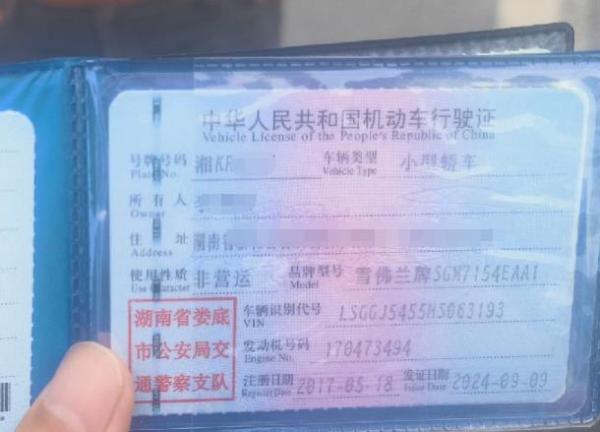 中华人民共和国机动车行驶证
Vehicle License of the People's Republic of China
号牌号码 湘KF 车辆类型 小型轿车
Plate No. Vehicle Type
所有人
Owner
住址 湖南省
Address
使用性质 非营运 品牌型号 雪佛兰牌SGM7154EAA1
Use Character Model
湖南省娄底 车辆识别代号 LSGGJ5455HS063193
VIN
市公安局交 发动机号码 170473494
Engine No.
通警察支队 注册日期 2017-05-18 发证日期 2024-09-09
Register Date Issue Date